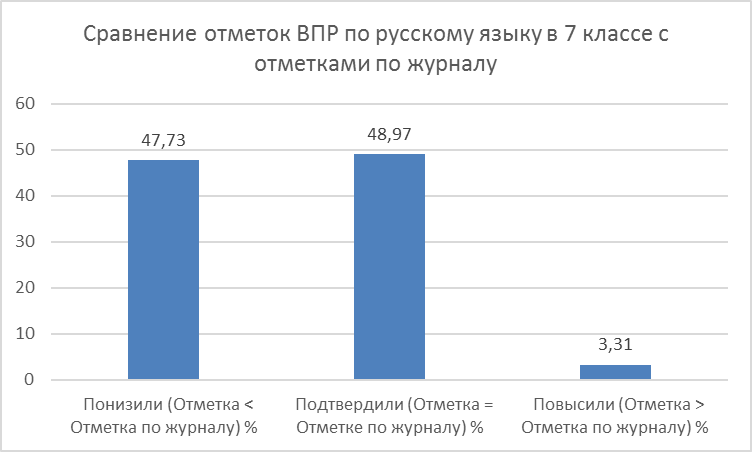 Сравнение отметок ВПР по русскому языку в 7 классе с
отметками по журналу
60
50
40
30
20
10
0
47,73
48,97
3,31
Понизили (Отметка <
Отметка по журналу) %
Подтвердили (Отметка =
Отметке по журналу) %
Повысили (Отметка >
Отметка по журналу) %